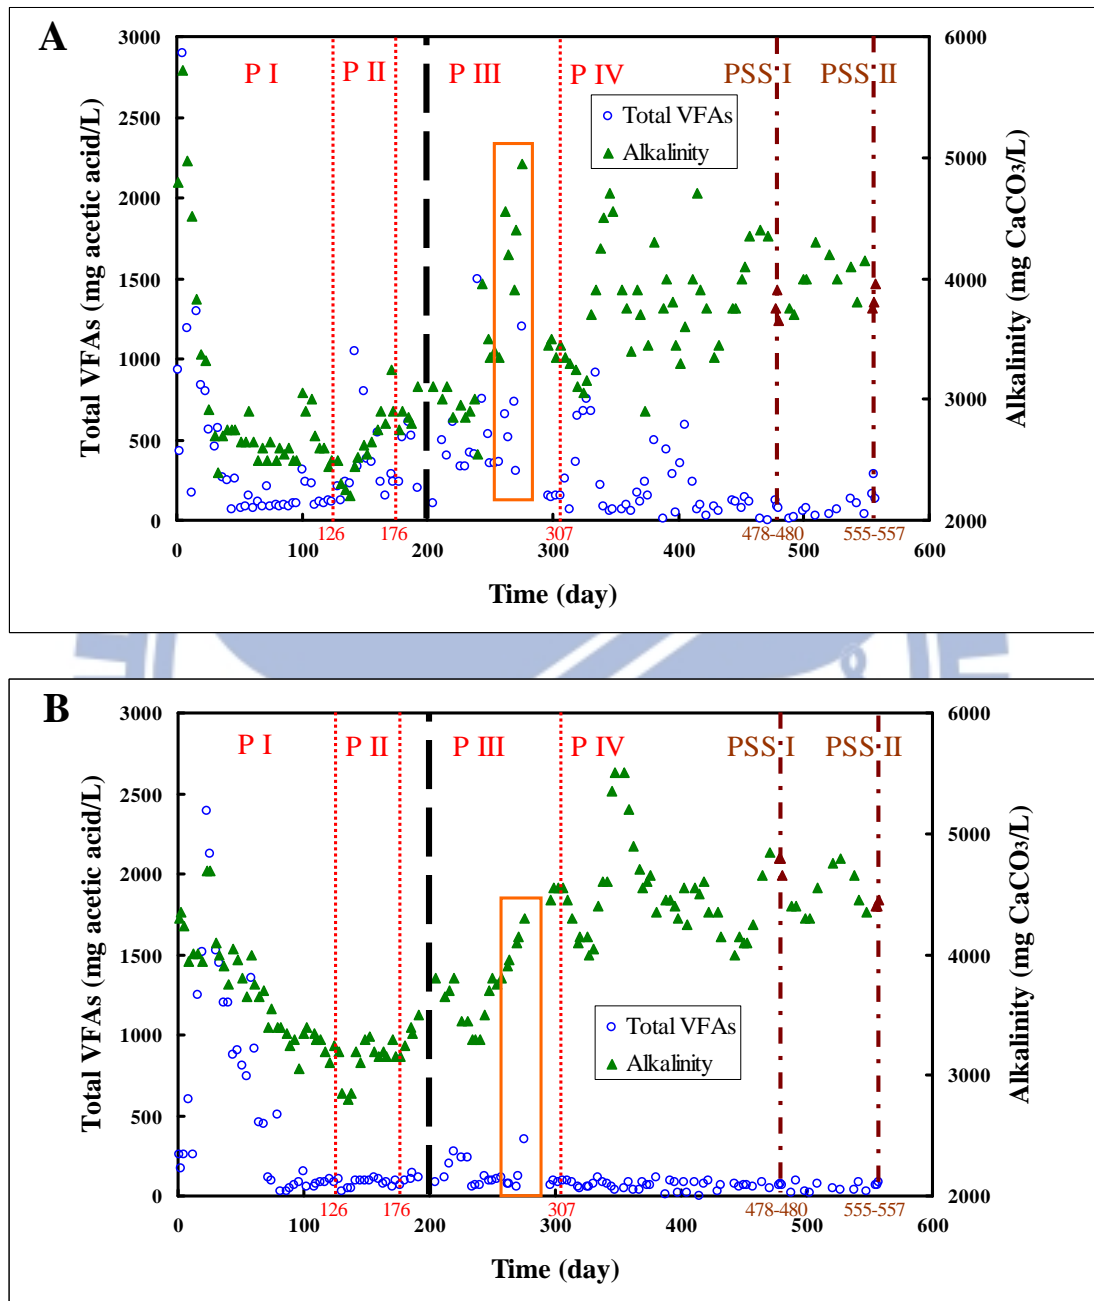 A
P I
P II
P III
P IV
PSS I
PSS II
Total VFAs
Alkalinity
Total VFAs (mg acetic acid/L)
3000
2500
2000
1500
1000
500
0
Alkalinity (mg CaCO3/L)
6000
5000
4000
3000
2000
126
176
307
478-480
555-557
0
100
200
300
400
500
600
Time (day)
B
P I
P II
P III
P IV
PSS I
PSS II
Total VFAs
Alkalinity
Total VFAs (mg acetic acid/L)
3000
2500
2000
1500
1000
500
0
Alkalinity (mg CaCO3/L)
6000
5000
4000
3000
2000
126
176
307
478-480
555-557
0
100
200
300
400
500
600
Time (day)